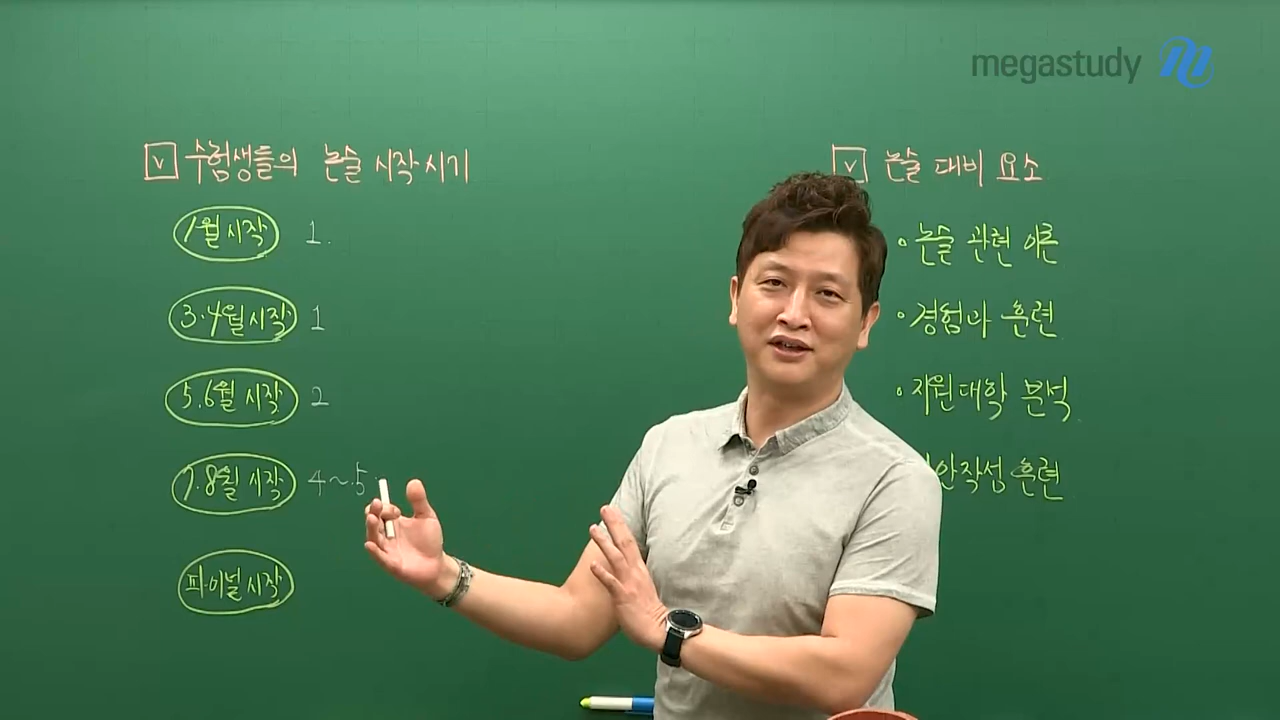 megastudy
v 수험생들의 논술 시작 시기
1월 시작 1.
3·4월 시작 1
5.6월 시작 2
7.8월 시작 4~5
파이널 시작
v 논술 대비 요소
• 논술 관련 이론
• 경험과 훈련
• 지원대학 분석
안작성 훈련